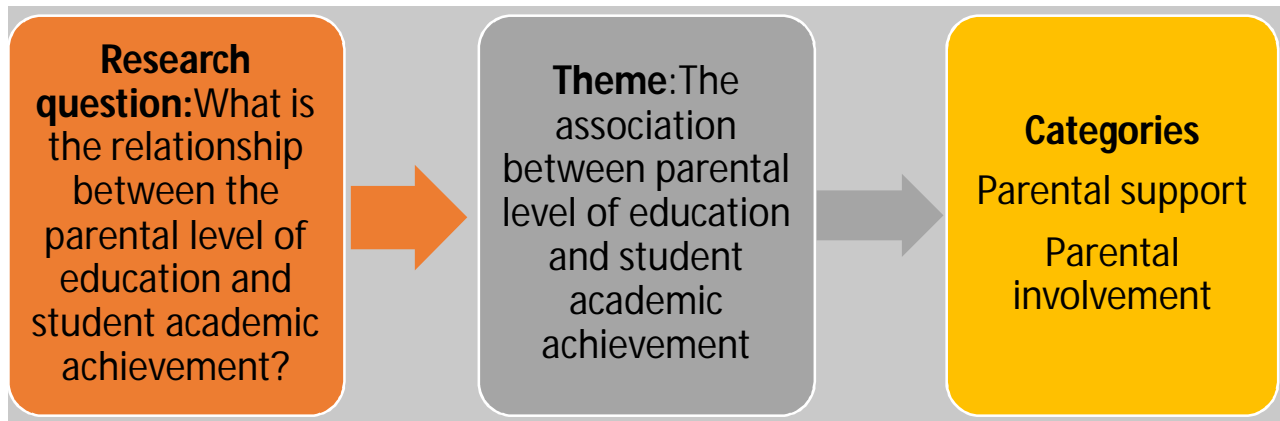 Research
question:What is
the relationship
between the
parental level of
education and
student academic
achievement?
Theme:The
association
between parental
level of education
and student
academic
achievement
Categories
Parental support
Parental
involvement